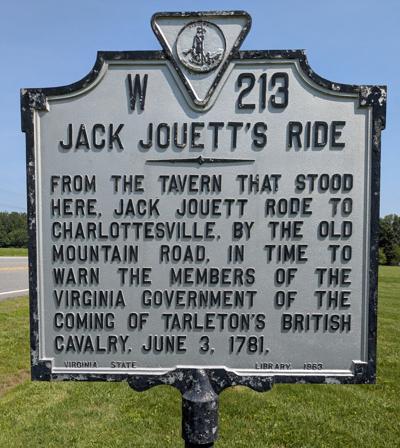 W 213
JACK JOUETT'S RIDE
FROM THE TAVERN THAT STOOD
HERE, JACK JOUETT RODE TO
CHARLOTTESVILLE, BY THE OLD
MOUNTAIN ROAD, IN TIME TO
WARN THE MEMBERS OF THE
VIRGINIA GOVERNMENT OF THE
COMING OF TARLETON'S BRITISH
CAVALRY, JUNE 3, 1781.
VIRGINIA STATE LIBRARY, 1963